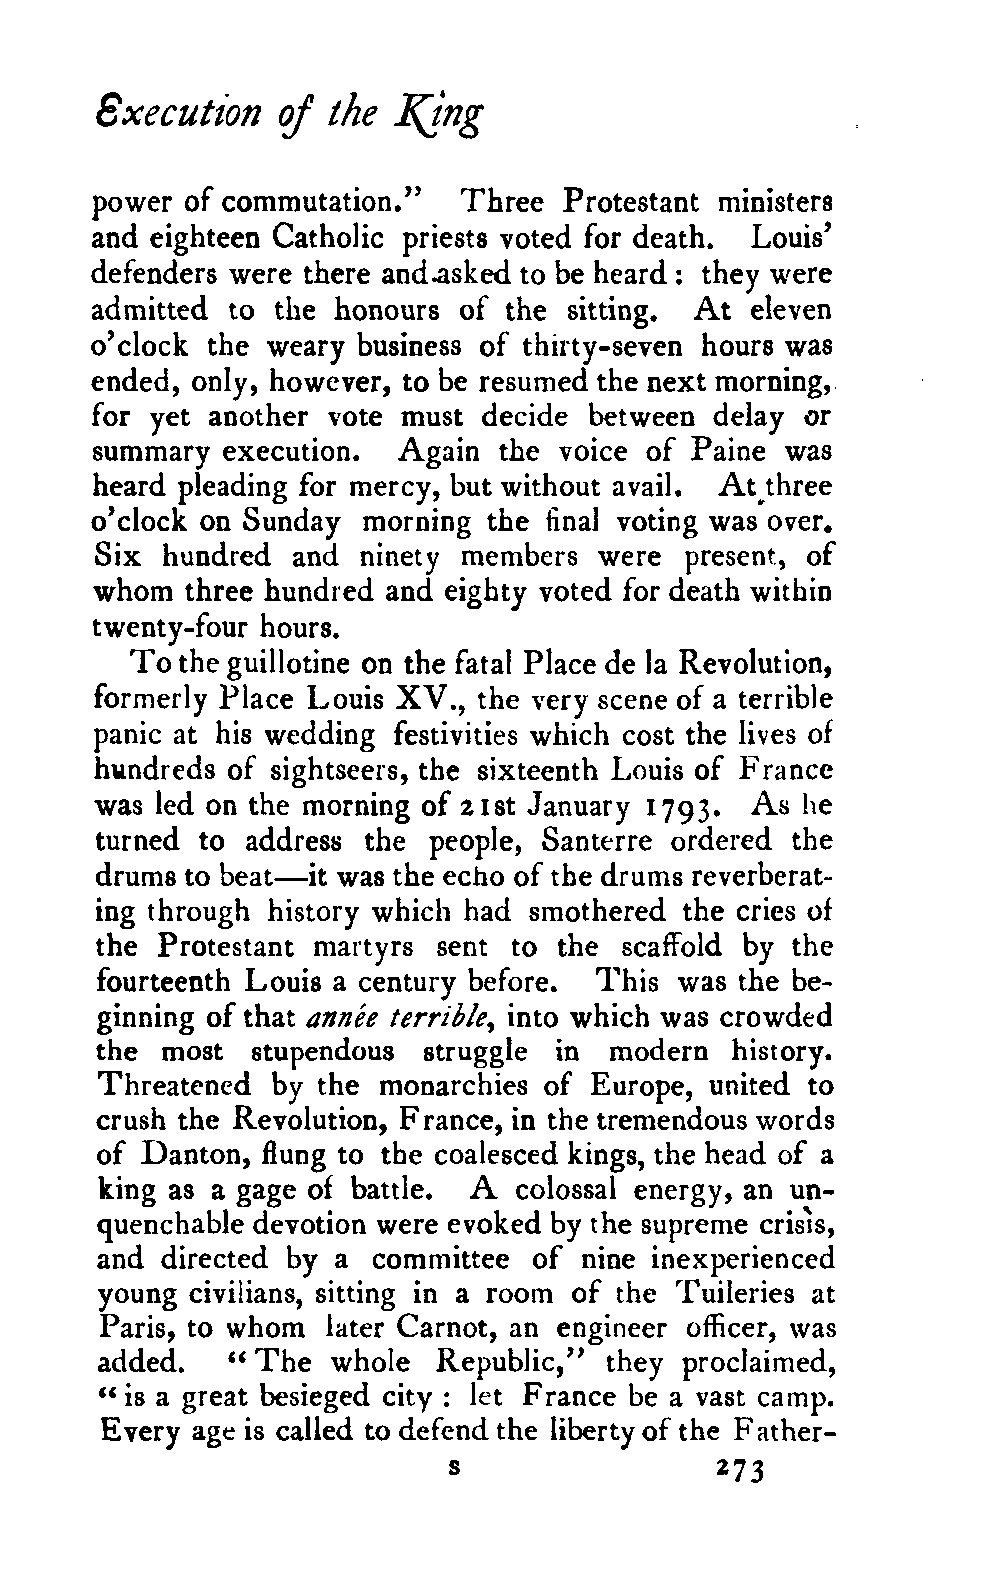 Execution of the King
power of commutation.” Three Protestant ministers
and eighteen Catholic priests voted for death. Louis’
defenders were there and asked to be heard : they were
admitted to the honours of the sitting. At eleven
o’clock the weary business of thirty-seven hours was
ended, only, however, to be resumed the next morning,
for yet another vote must decide between delay or
summary execution. Again the voice of Paine was
heard pleading for mercy, but without avail. At three
o’clock on Sunday morning the final voting was over.
Six hundred and ninety members were present, of
whom three hundred and eighty voted for death within
twenty-four hours.
To the guillotine on the fatal Place de la Revolution,
formerly Place Louis XV., the very scene of a terrible
panic at his wedding festivities which cost the lives of
hundreds of sightseers, the sixteenth Louis of France
was led on the morning of 21st January 1793. As he
turned to address the people, Santerre ordered the
drums to beat—it was the echo of the drums reverberat-
ing through history which had smothered the cries of
the Protestant martyrs sent to the scaffold by the
fourteenth Louis a century before. This was the be-
ginning of that année terrible, into which was crowded
the most stupendous struggle in modern history.
Threatened by the monarchies of Europe, united to
crush the Revolution, France, in the tremendous words
of Danton, flung to the coalesced kings, the head of a
king as a gage of battle. A colossal energy, an un-
quenchable devotion were evoked by the supreme crisis,
and directed by a committee of nine inexperienced
young civilians, sitting in a room of the Tuileries at
Paris, to whom later Carnot, an engineer officer, was
added. “The whole Republic,” they proclaimed,
“is a great besieged city : let France be a vast camp.
Every age is called to defend the liberty of the Father-
s 273